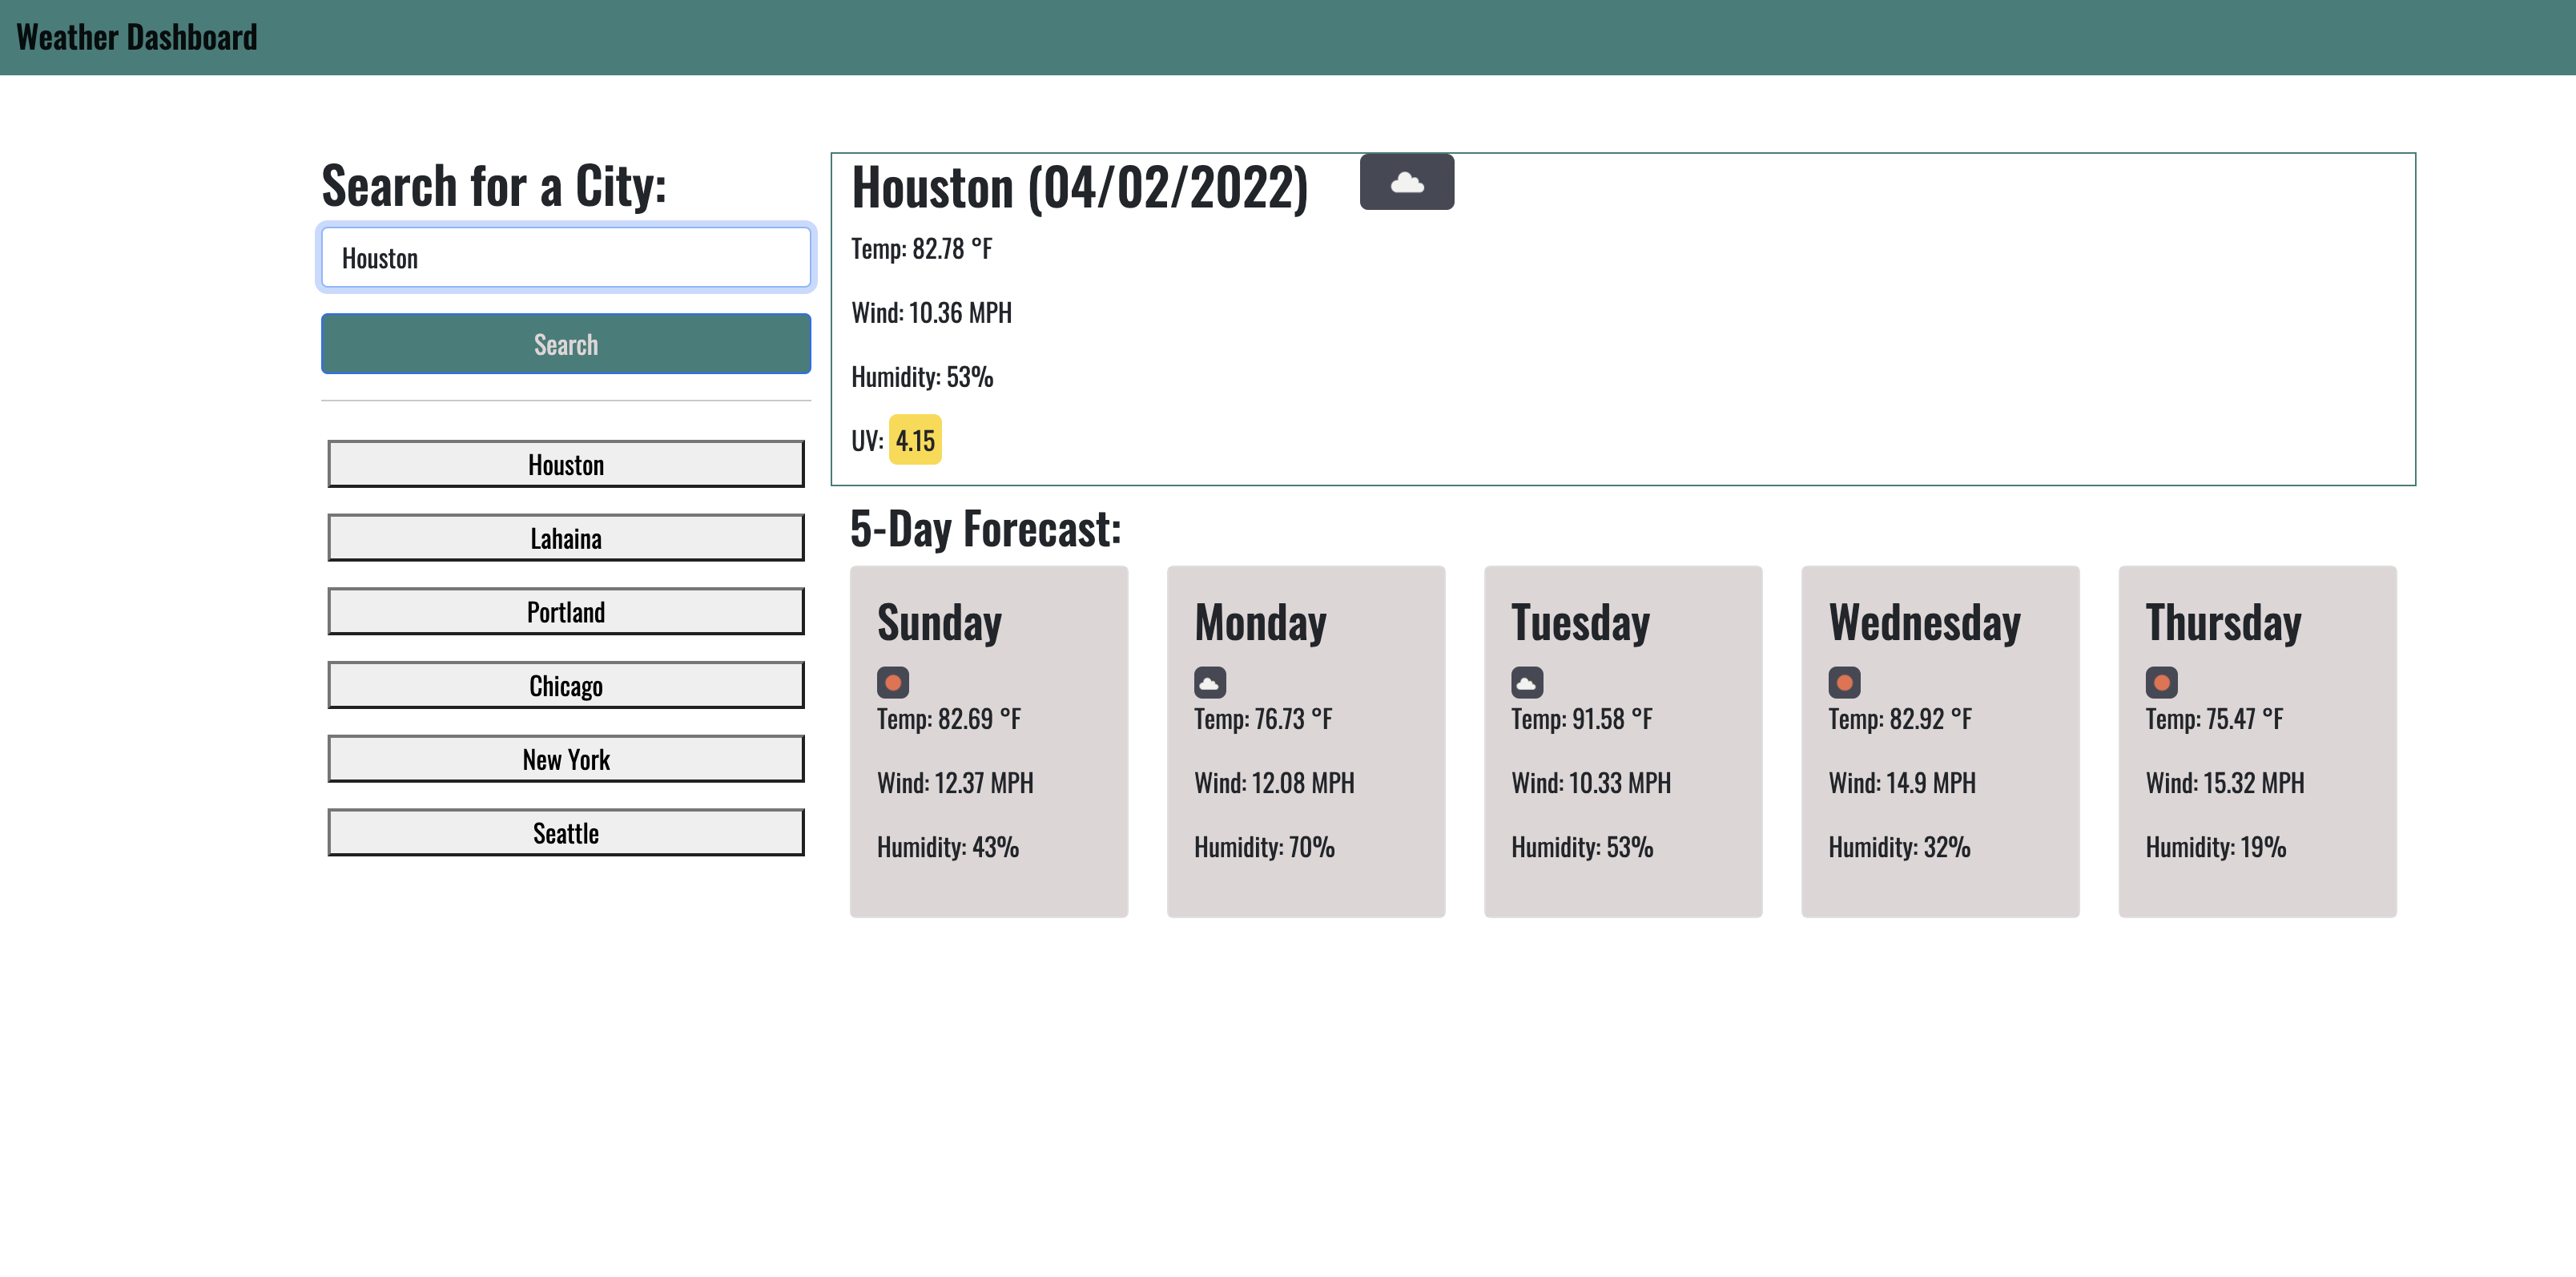 Weather Dashboard
Search for a City:
Houston
Search
Houston
Lahaina
Portland
Chicago
New York
Seattle
Houston (04/02/2022)
Temp: 82.78 °F
Wind: 10.36 MPH
Humidity: 53%
UV: 4.15
5-Day Forecast:
Sunday
Temp: 82.69 °F
Wind: 12.37 MPH
Humidity: 43%
Monday
Temp: 76.73 °F
Wind: 12.08 MPH
Humidity: 70%
Tuesday
Temp: 91.58 °F
Wind: 10.33 MPH
Humidity: 53%
Wednesday
Temp: 82.92 °F
Wind: 14.9 MPH
Humidity: 32%
Thursday
Temp: 75.47 °F
Wind: 15.32 MPH
Humidity: 19%